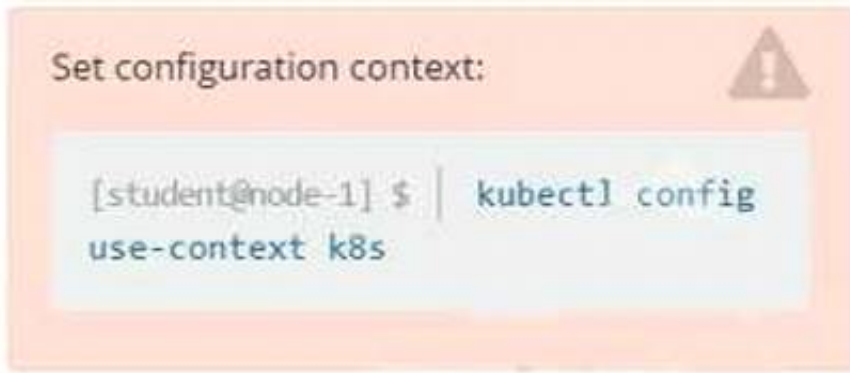 Set configuration context:
[student@node-1] $ | kubectl config
use-context k8s